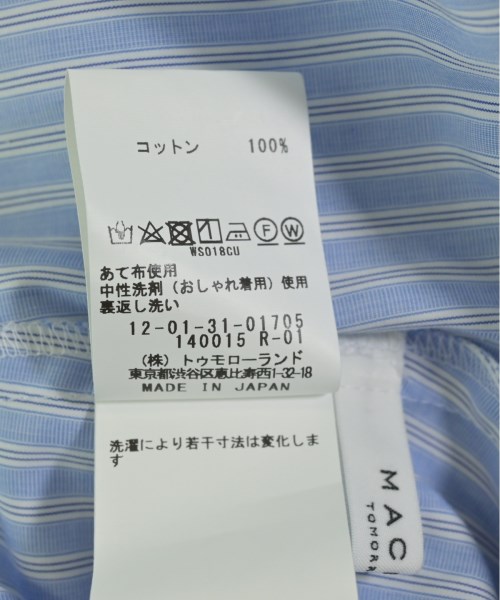 コットン 100%
F W
WS018CU
あて布使用
中性洗剤（おしゃれ着用）使用
裏返し洗い
12-01-31-01705
140015 R-01
（株）トゥモローランド
東京都渋谷区恵比寿西1-32-18
MADE IN JAPAN
洗濯により若干寸法は変化しま
す
MAC
TOMORR